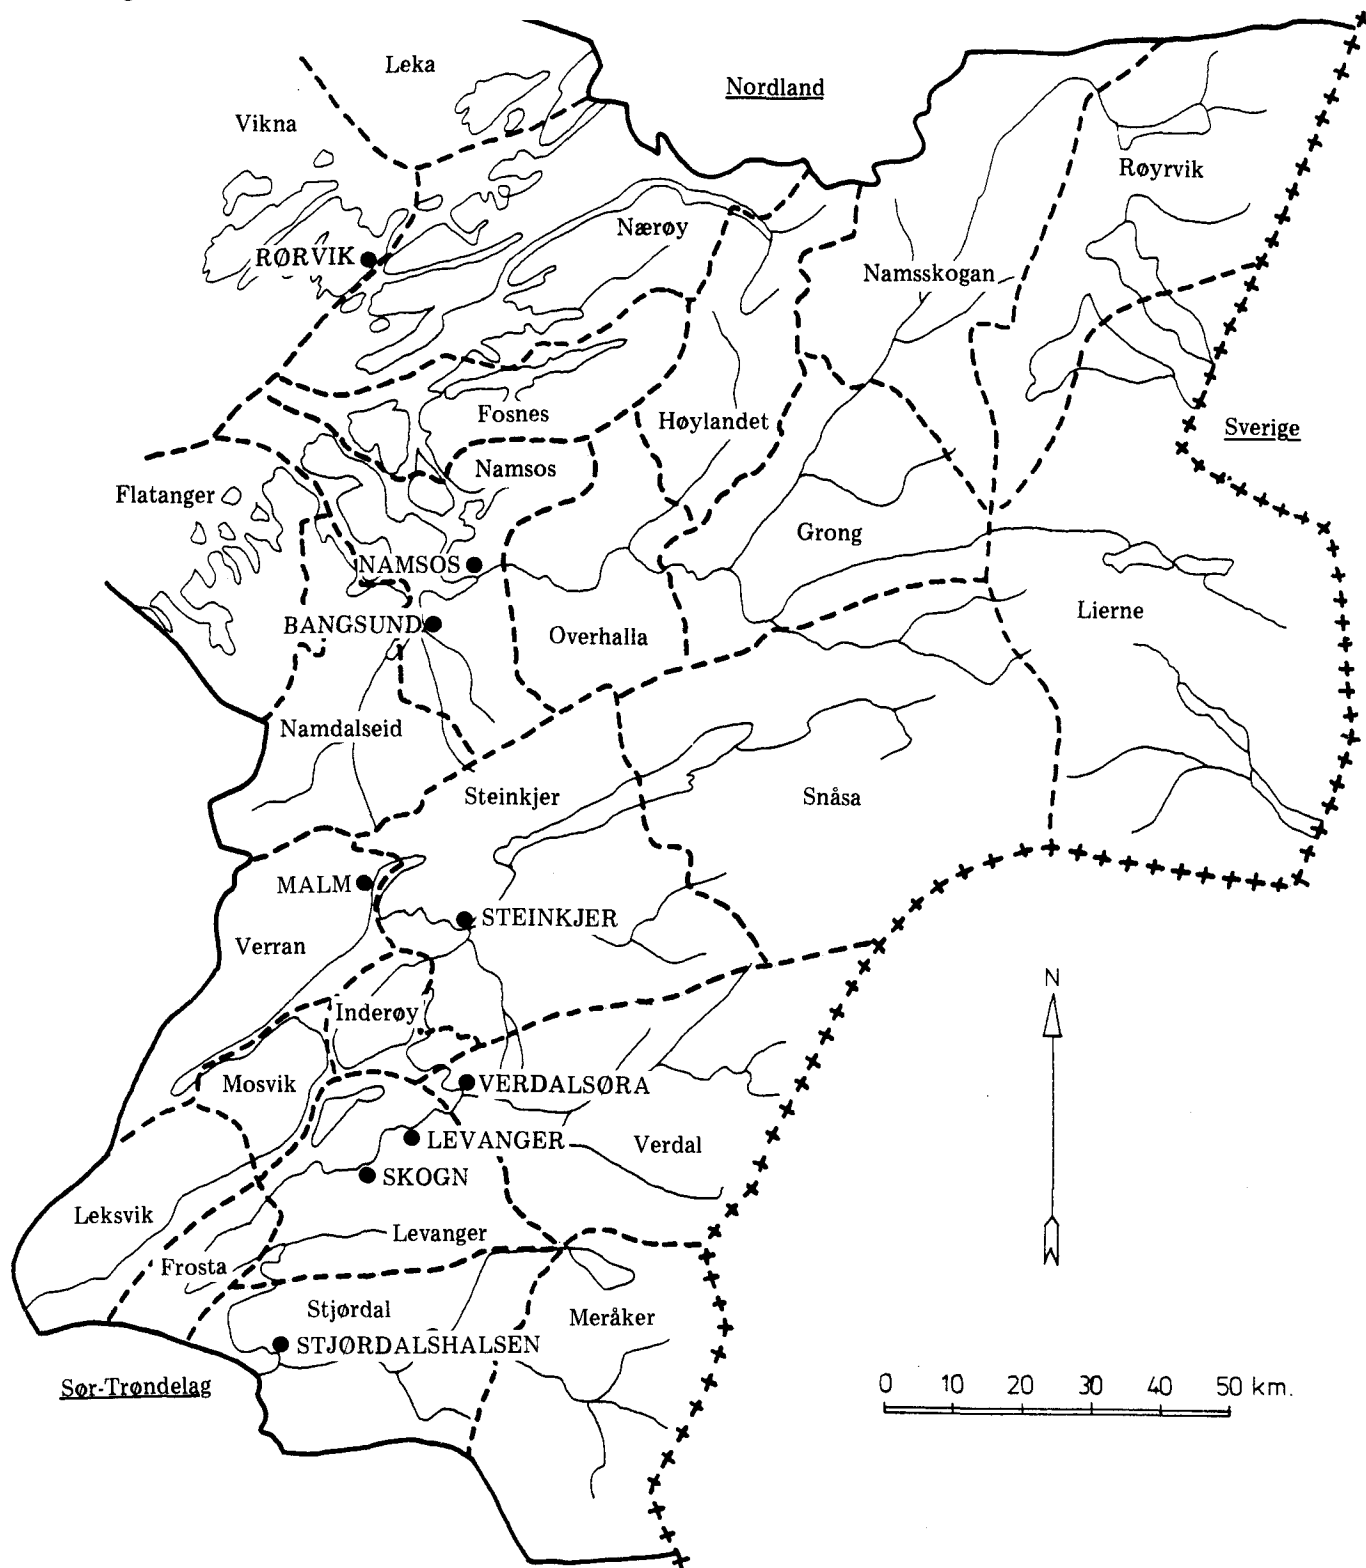 Leka
Nordland
Vikna
Røyrvik
Nærøy
RØRVIK
Namsskogan
Fosnes
Høylandet
Sverige
Namsos
Flatanger
Grong
NAMSOS
Lierne
BANGSUND
Overhalla
Namdalseid
Steinkjer
Snåsa
MALM
STEINKJER
Verran
N
Inderøy
Mosvik
VERDALSØRA
LEVANGER
Verdal
SKOGN
Leksvik
Levanger
Frosta
Stjørdal
Meråker
STJØRDALSHALSEN
Sør-Trøndelag
0 10 20 30 40 50 km.